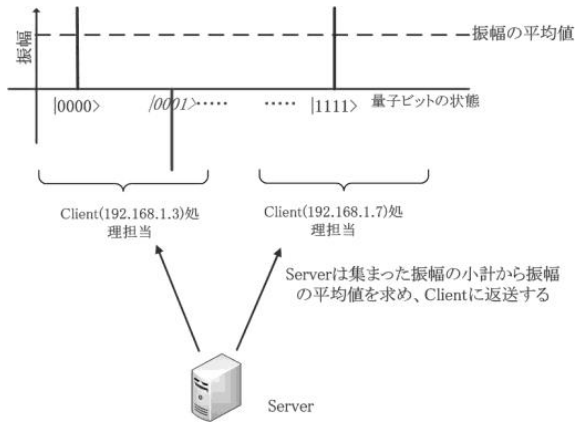 振幅
振幅の平均値
|0000> |0001>‥‥‥ ‥‥‥ |1111> 量子ビットの状態
Client(192.168.1.3)処
理担当
Client(192.168.1.7)処
理担当
Serverは集まった振幅の小計から振幅
の平均値を求め、Clientに返送する
Server